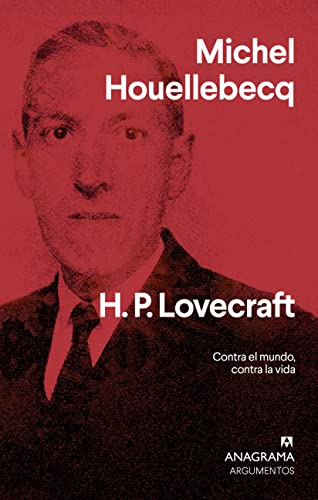 Michel
Houellebecq
H. P. Lovecraft
Contra el mundo,
contra la vida
ANAGRAMA
ARGUMENTOS